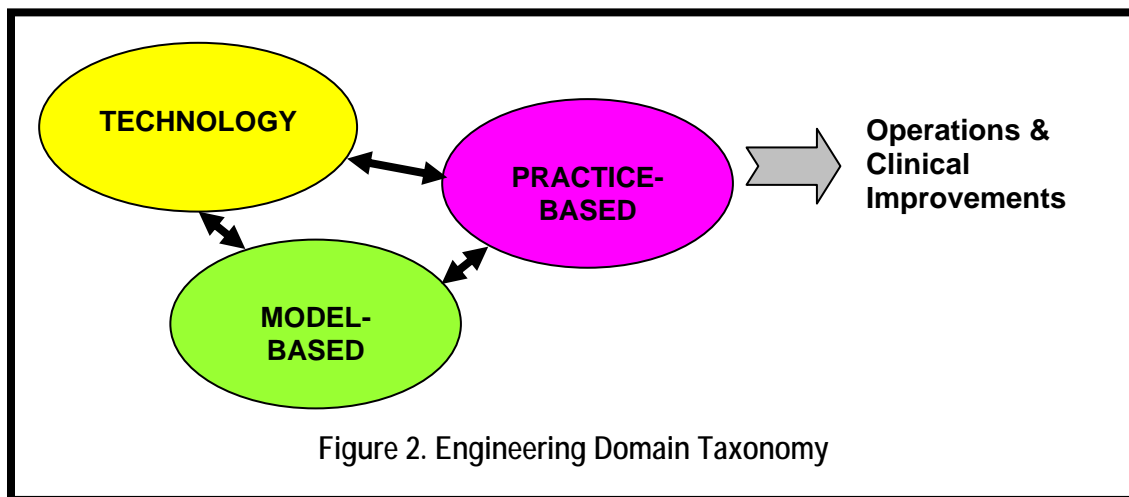 TECHNOLOGY
PRACTICE-
BASED
Operations &
Clinical
Improvements
MODEL-
BASED
Figure 2. Engineering Domain Taxonomy